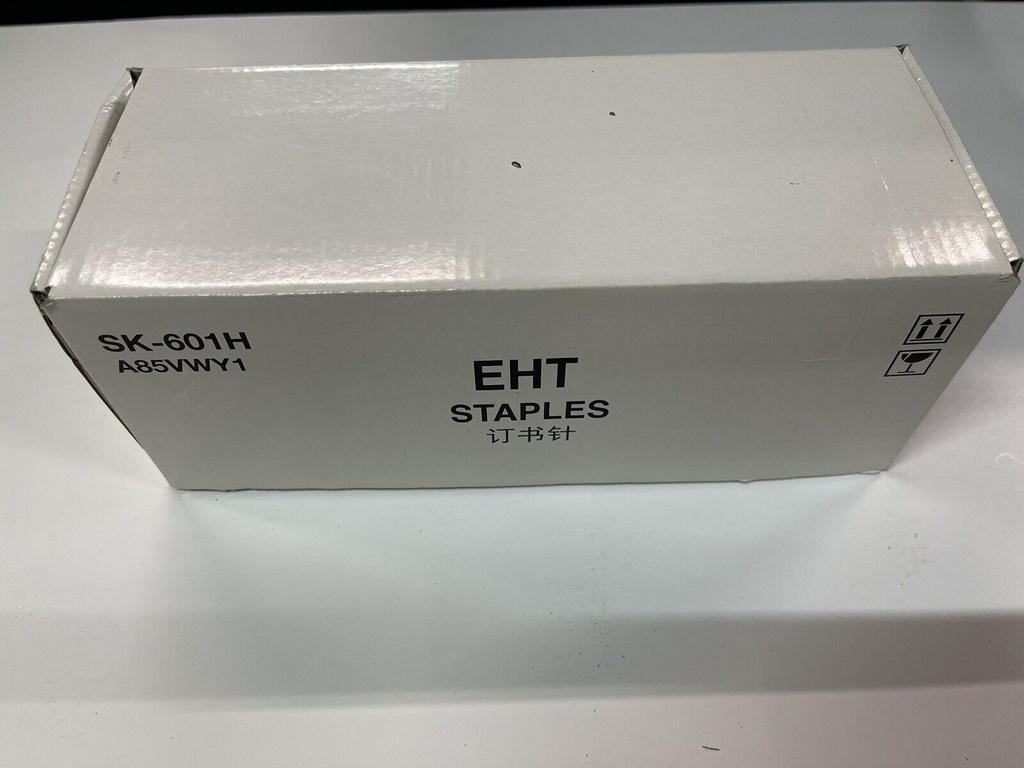 SK-601H
A85VWY1
EHT
STAPLES
订书针